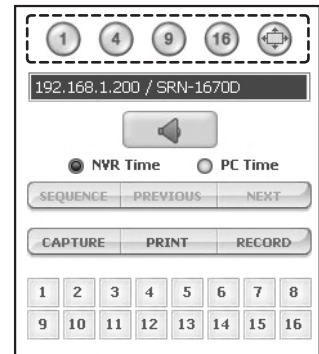 1 4 9 16
192.168.1.200 / SRN-1670D
NVR Time PC Time
SEQUENCE PREVIOUS NEXT
CAPTURE PRINT RECORD
1 2 3 4 5 6 7 8
9 10 11 12 13 14 15 16